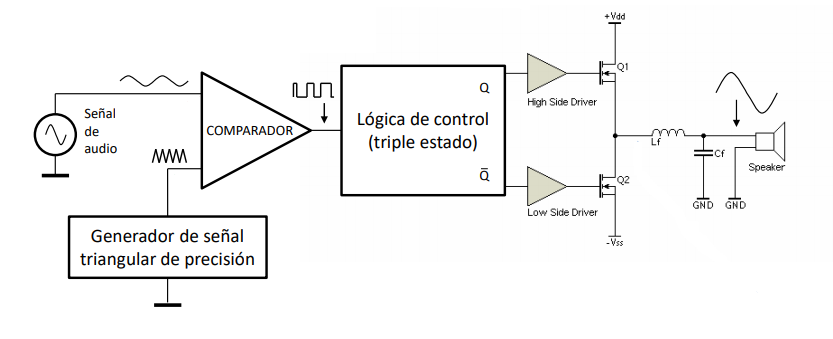 +Vdd
Q1
High Side Driver
Señal
de
audio
COMPARADOR
Lógica de control
(triple estado)
Q
Q̅
Lf
Cf
Speaker
GND
GND
Q2
Low Side Driver
-Vss
Generador de señal
triangular de precisión